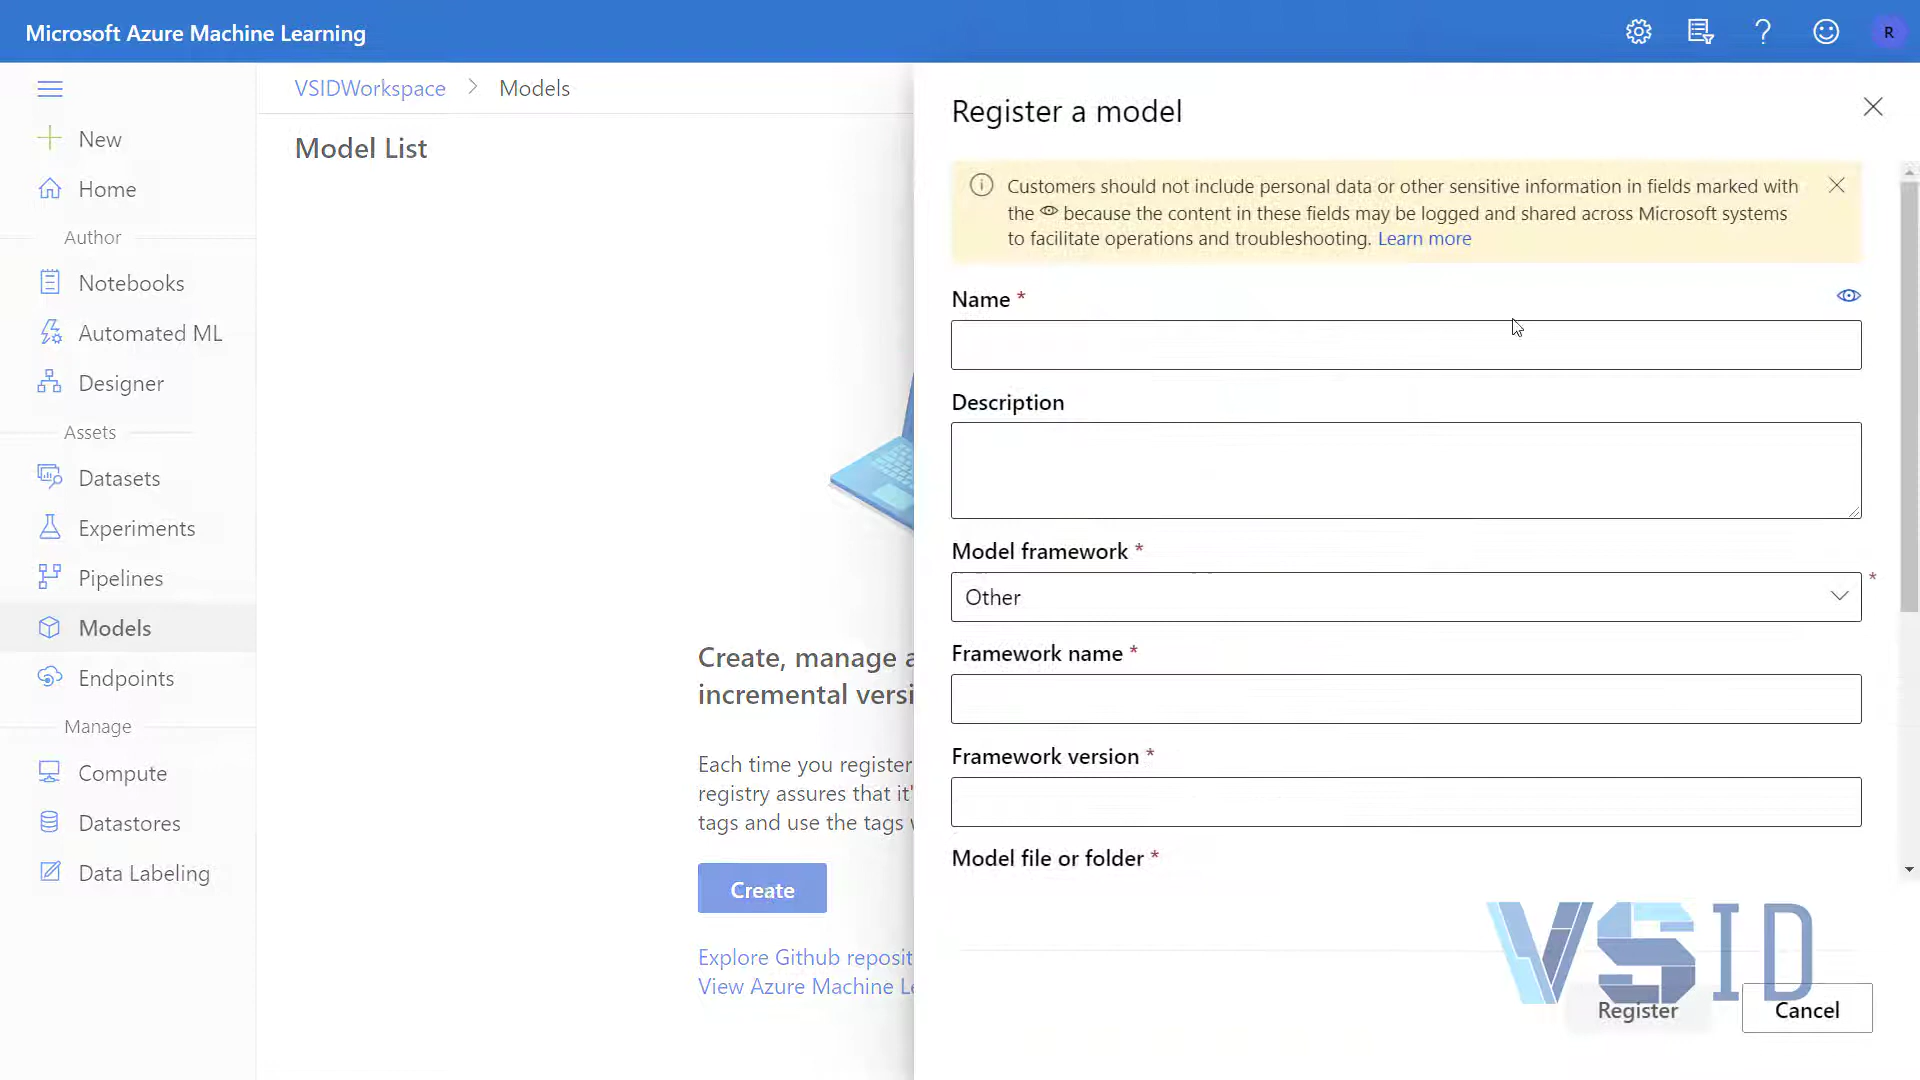 Microsoft Azure Machine Learning
R
New
Home
Author
Notebooks
Automated ML
Designer
Assets
Datasets
Experiments
Pipelines
Models
Endpoints
Manage
Compute
Datastores
Data Labeling
VSIDWorkspace > Models
Model List
Create, manage a
incremental versi
Each time you register
registry assures that it'
tags and use the tags
Create
Explore Github reposit
View Azure Machine Le
Register a model
Customers should not include personal data or other sensitive information in fields marked with
the because the content in these fields may be logged and shared across Microsoft systems
to facilitate operations and troubleshooting. Learn more
Name *
Description
Model framework *
Other
*
Framework name *
Framework version *
Model file or folder *
VSID
Register
Cancel